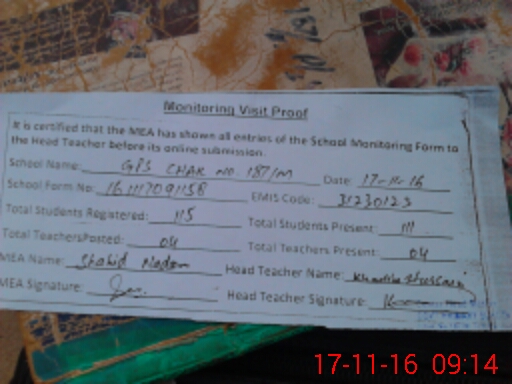 Monitoring Visit Proof
It is certified that the MEA has shown all entries of the School Monitoring Form to
the Head Teacher before its online submission.
School Name: GPS CHAK NO. 187/M Date: 17-11-16
School Form No: 161117091158 EMIS Code: 31230123
Total Students Registered: 115 Total Students Present: 111
Total TeachersPosted: 04 Total Teachers Present: 04
MEA Name: Shahid Head Teacher Name:
MEA Signature: Head Teacher Signature:
17-11-16 09:14